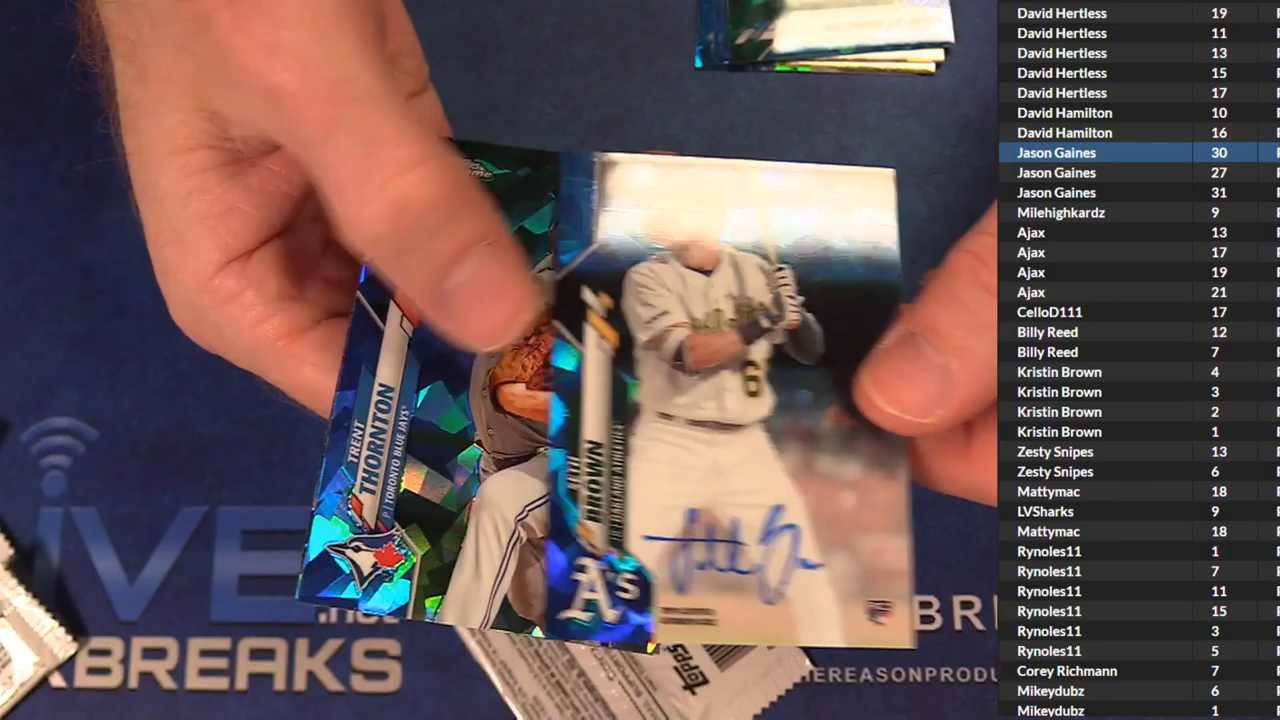 David Hertless 19
David Hertless 11
David Hertless 13
David Hertless 15
David Hertless 17
David Hamilton 10
David Hamilton 16
Jason Gaines 30
Jason Gaines 27
Jason Gaines 31
Milehighkardz 9
Ajax 13
Ajax 17
Ajax 19
Ajax 21
CelloD111 17
Billy Reed 12
Billy Reed 7
Kristin Brown 4
Kristin Brown 3
Kristin Brown 2
Kristin Brown 1
Zesty Snipes 13
Zesty Snipes 6
Mattymac 18
LVSharks 9
Mattymac 18
Rynoles11 1
Rynoles11 7
Rynoles11 11
Rynoles11 15
Rynoles11 3
Rynoles11 5
Corey Richmann 7
Mikeydubz 6
Mikeydubz 1
TRENT
THORNTON
P | TORONTO BLUE JAYS
A's
6
topps
BREAKS